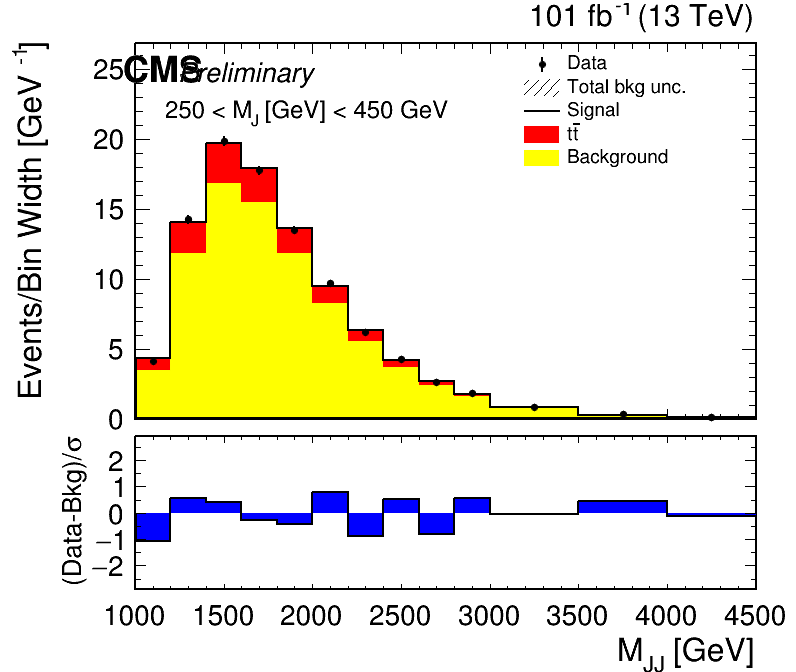 101 fb⁻¹ (13 TeV)
CMS Preliminary
250 < M_J [GeV] < 450 GeV
Data
Total bkg unc.
Signal
tt̄
Background
Events/Bin Width [GeV⁻¹]
25
20
15
10
5
0
(Data-Bkg)/σ
2
1
0
−1
−2
1000 1500 2000 2500 3000 3500 4000 4500
M_JJ [GeV]